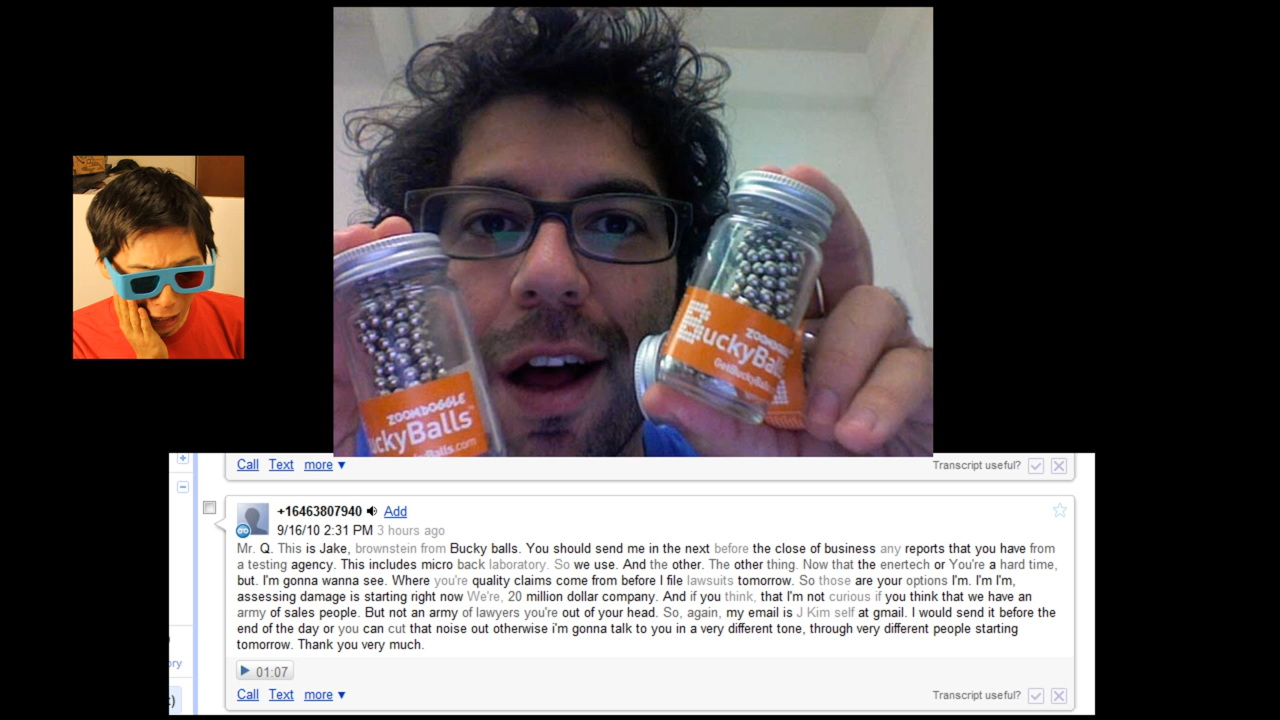 ZOOMDOGGLE
BuckyBalls
GetBuckyBal
ZOOMDOGGLE
ckyBalls™
Balls.com
Call Text more ▼ Transcript useful?
+16463807940 Add
9/16/10 2:31 PM 3 hours ago
Mr. Q. This is Jake, brownstein from Bucky balls. You should send me in the next before the close of business any reports that you have from
a testing agency. This includes micro back laboratory. So we use. And the other. The other thing. Now that the enertech or You're a hard time,
but. I'm gonna wanna see. Where you're quality claims come from before I file lawsuits tomorrow. So those are your options I'm. I'm I'm,
assessing damage is starting right now We're, 20 million dollar company. And if you think, that I'm not curious if you think that we have an
army of sales people. But not an army of lawyers you're out of your head. So, again, my email is J Kim self at gmail. I would send it before the
end of the day or you can cut that noise out otherwise i'm gonna talk to you in a very different tone, through very different people starting
tomorrow. Thank you very much.
01:07
ory
Call Text more ▼ Transcript useful?